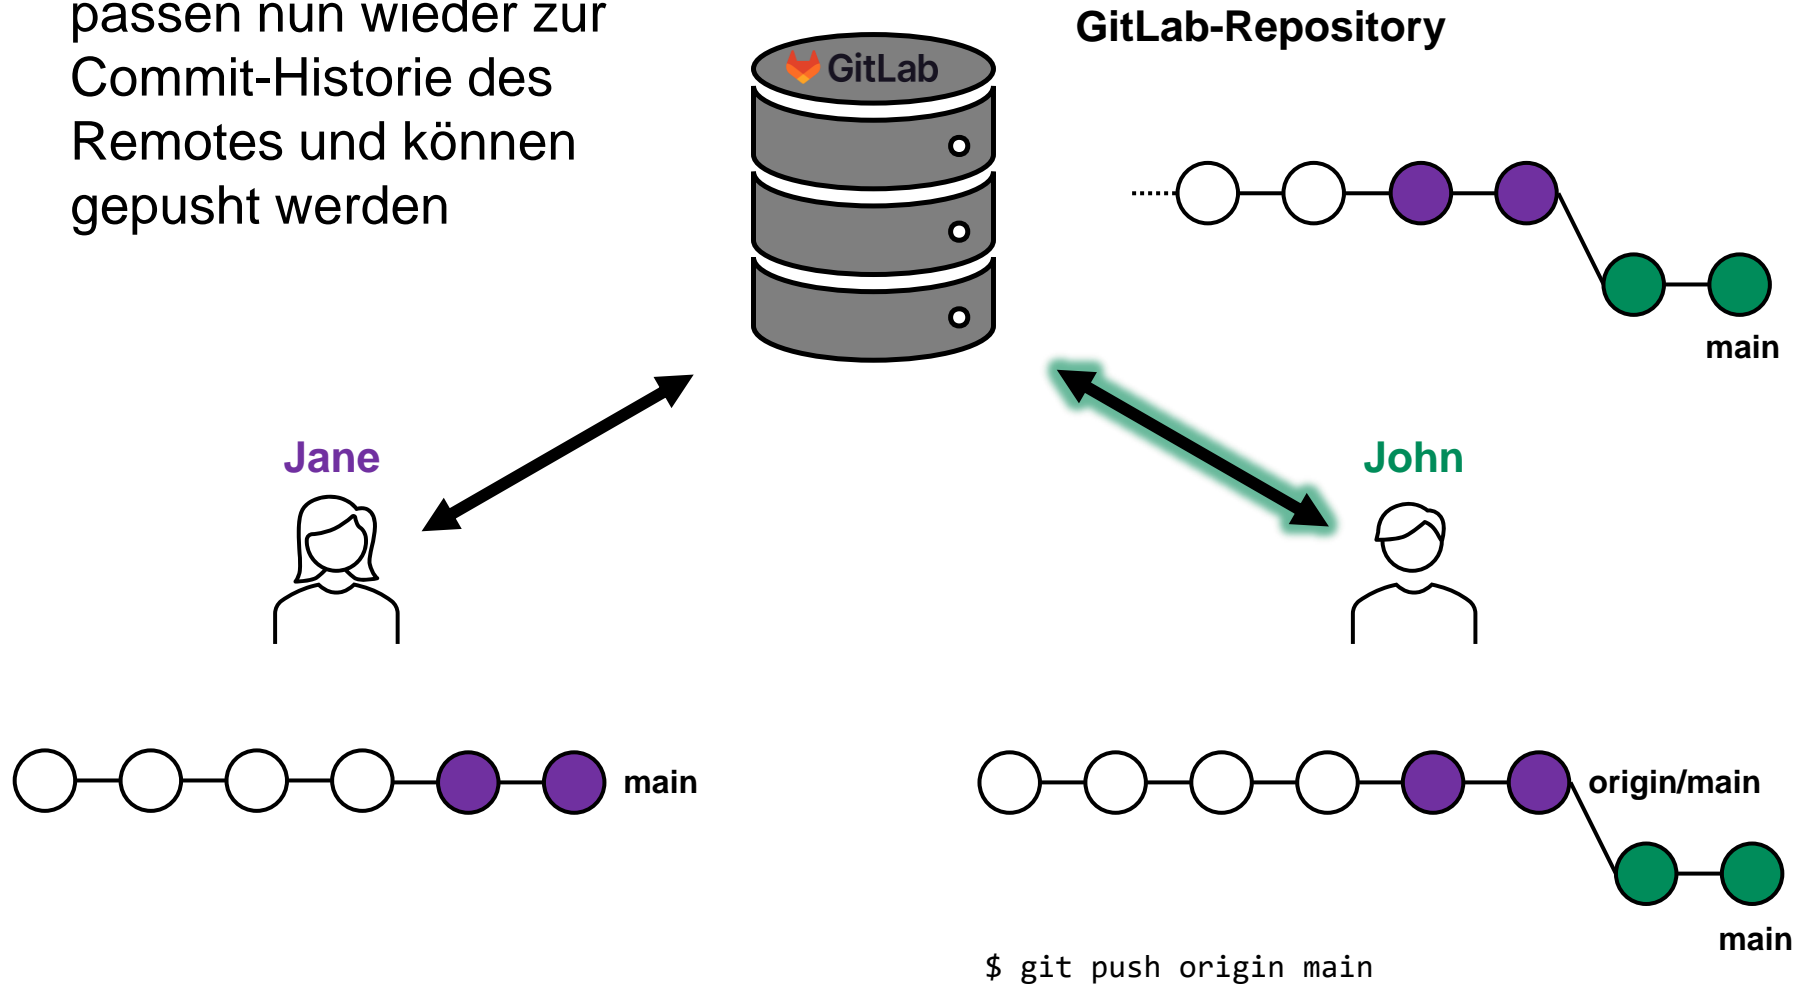 passen nun wieder zur
Commit-Historie des
Remotes und können
gepusht werden
GitLab-Repository
GitLab
main
Jane
John
main
origin/main
main
$ git push origin main